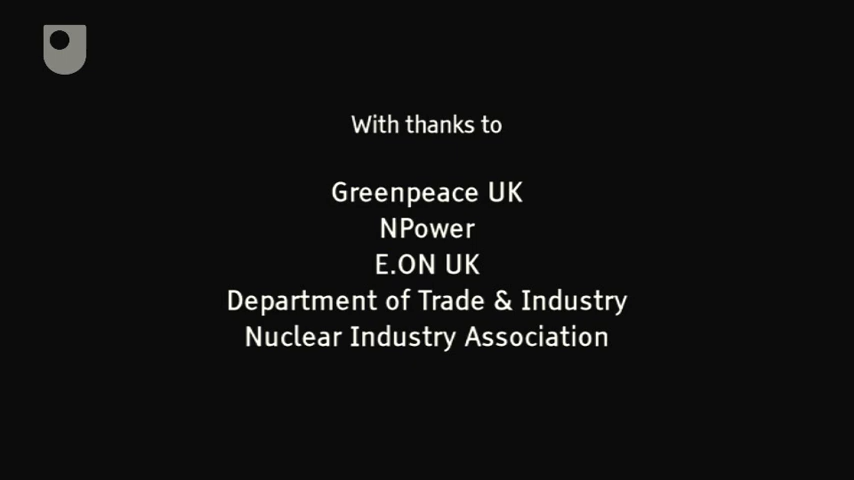 With thanks to
Greenpeace UK
NPower
E.ON UK
Department of Trade & Industry
Nuclear Industry Association